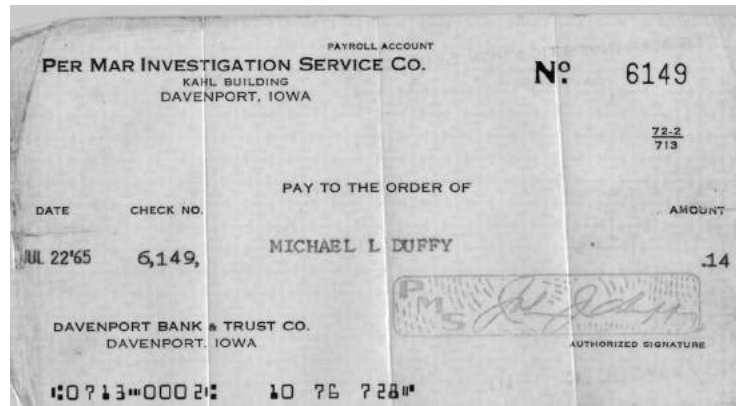 PAYROLL ACCOUNT
PER MAR INVESTIGATION SERVICE CO.
KAHL BUILDING
DAVENPORT, IOWA
Nº. 6149
72-2
713
PAY TO THE ORDER OF
DATE CHECK NO. AMOUNT
JUL 22'65 6,149, MICHAEL L DUFFY .14
PMS
DAVENPORT BANK & TRUST CO.
DAVENPORT, IOWA
AUTHORIZED SIGNATURE
⑆0713⑉0002⑆ 10 76 728⑈